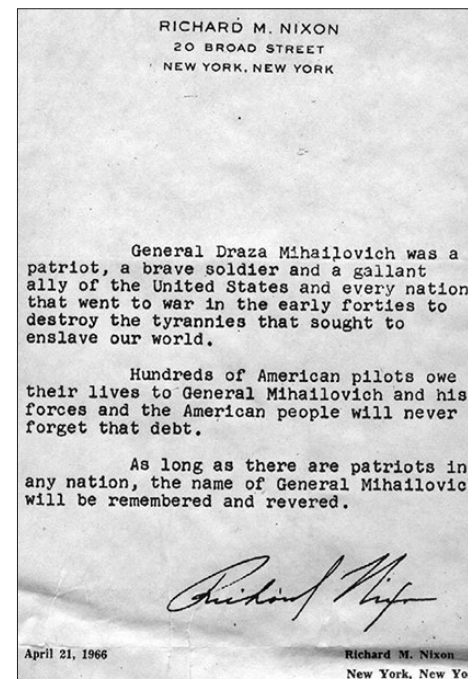 RICHARD M. NIXON
20 BROAD STREET
NEW YORK, NEW YORK
General Draza Mihailovich was a
patriot, a brave soldier and a gallant
ally of the United States and every nation
that went to war in the early forties to
destroy the tyrannies that sought to
enslave our world.
Hundreds of American pilots owe
their lives to General Mihailovich and his
forces and the American people will never
forget that debt.
As long as there are patriots in
any nation, the name of General Mihailovic
will be remembered and revered.
Richard Nixon
April 21, 1966
Richard M. Nixon
New York, New Yo